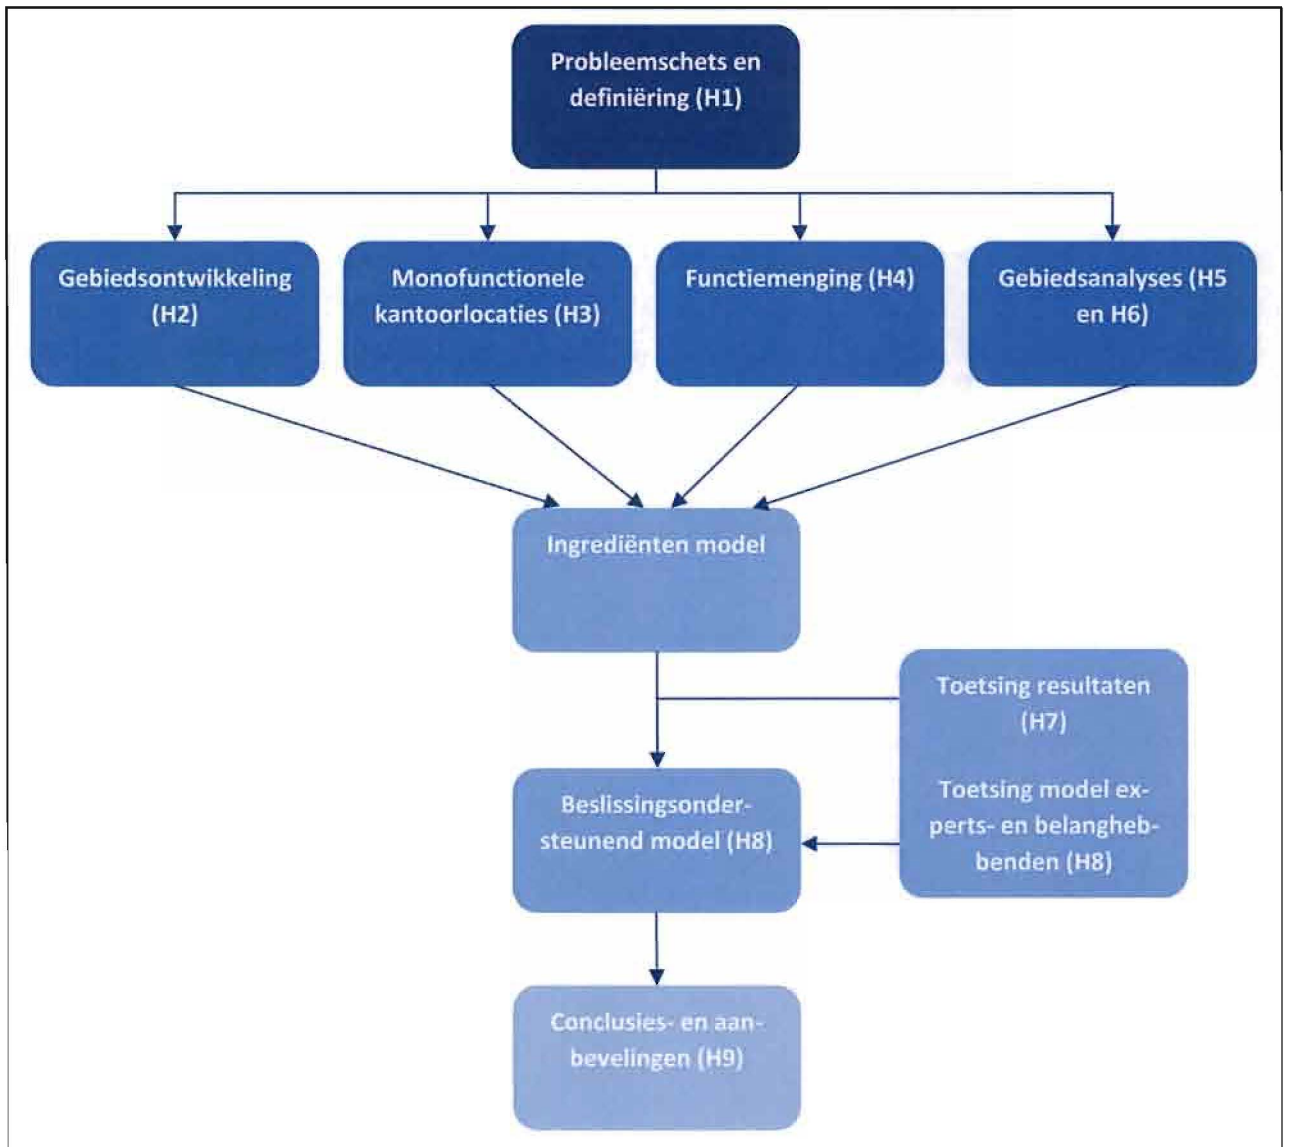 Probleemschets en
definiëring (H1)
Gebiedsontwikkeling
(H2)
Monofunctionele
kantoorlocaties (H3)
Functiemenging (H4)
Gebiedsanalyses (H5
en H6)
Ingrediënten model
Toetsing resultaten
(H7)
Toetsing model ex-
perts- en belangheb-
benden (H8)
Beslissingsonder-
steunend model (H8)
Conclusies- en aan-
bevelingen (H9)